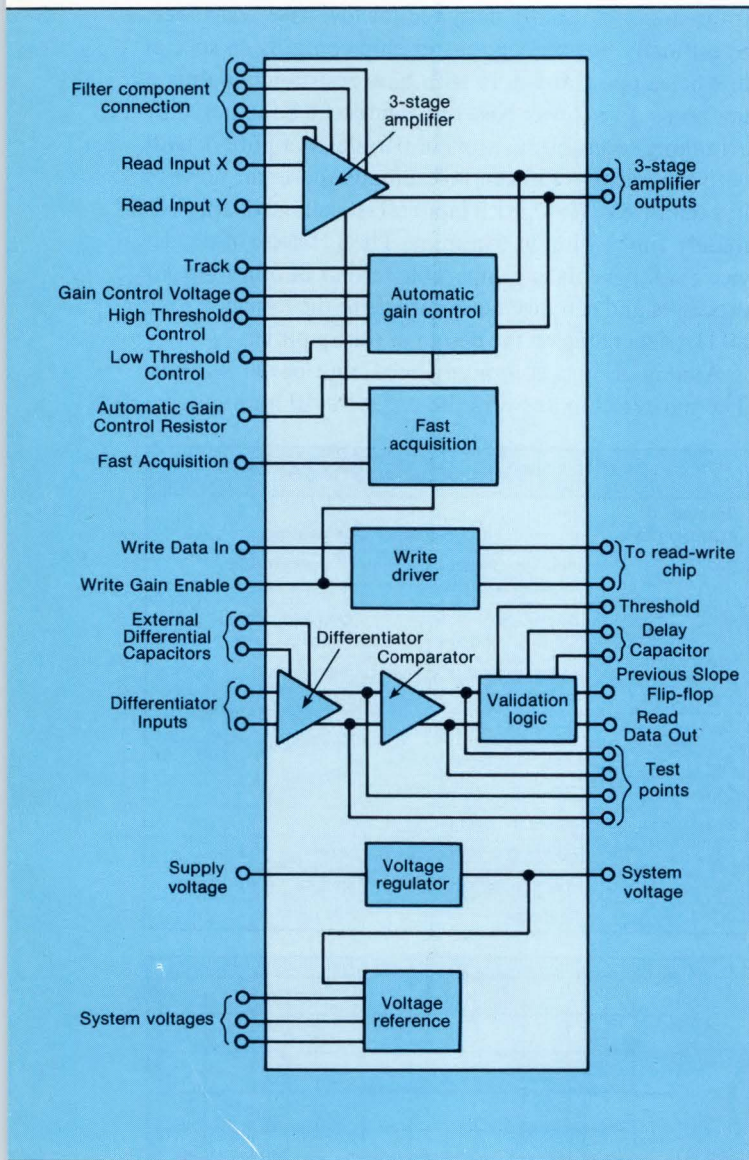 Filter component
connection
3-stage
amplifier
Read Input X
Read Input Y
3-stage
amplifier
outputs
Track
Gain Control Voltage
High Threshold
Control
Low Threshold
Control
Automatic
gain control
Automatic Gain
Control Resistor
Fast Acquisition
Fast
acquisition
Write Data In
Write Gain Enable
Write
driver
To read-write
chip
Threshold
Delay
Capacitor
Previous Slope
Flip-flop
Read
Data Out
External
Differential
Capacitors
Differentiator
Comparator
Differentiator
Inputs
Validation
logic
Test
points
Supply
voltage
Voltage
regulator
System
voltage
System voltages
Voltage
reference